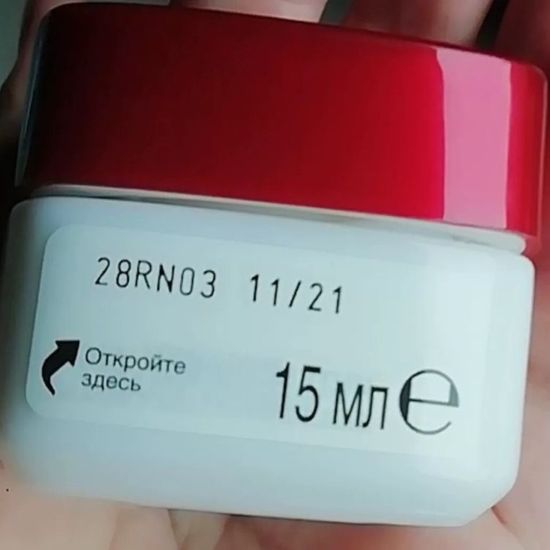 28RN03 11/21
Откройте
здесь
15 мл ℮